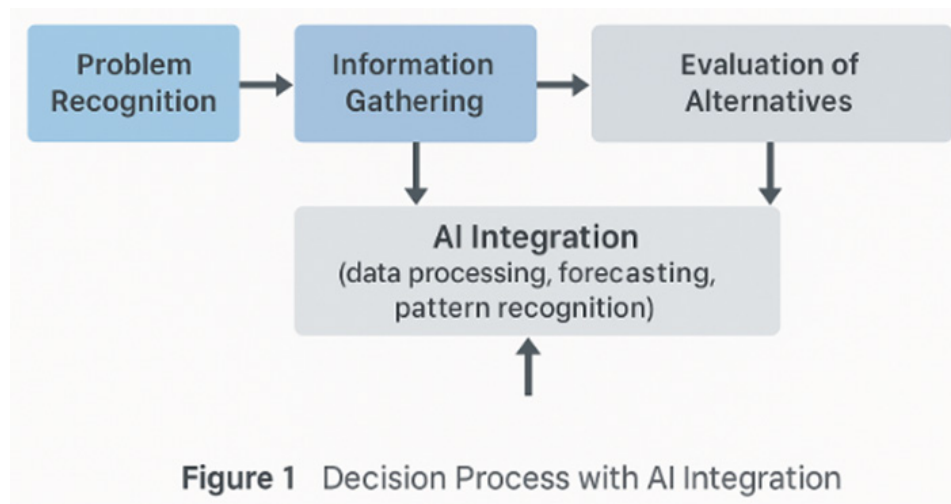 Problem
Recognition
Information
Gathering
Evaluation of
Alternatives
AI Integration
(data processing, forecasting,
pattern recognition)
Figure 1 Decision Process with AI Integration